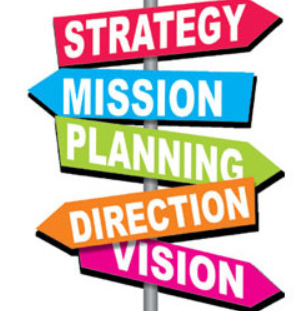 STRATEGY
MISSION
PLANNING
DIRECTION
VISION